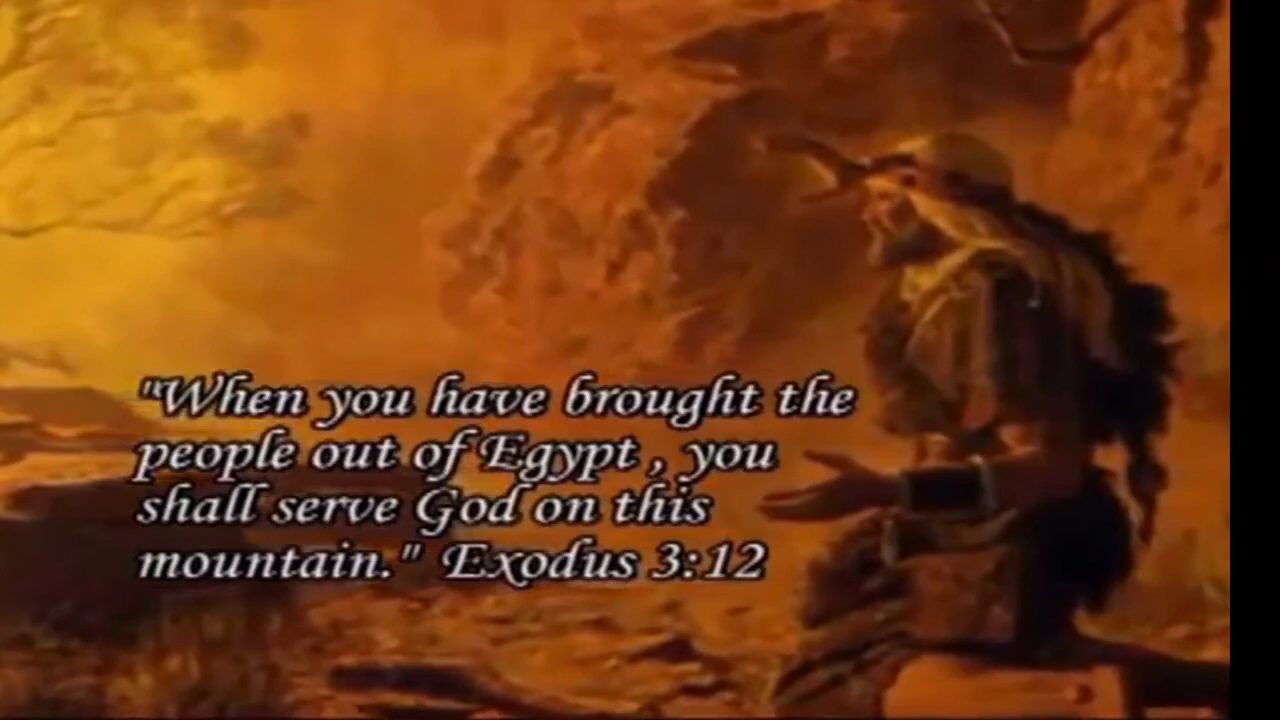 "When you have brought the
people out of Egypt , you
shall serve God on this
mountain." Exodus 3:12